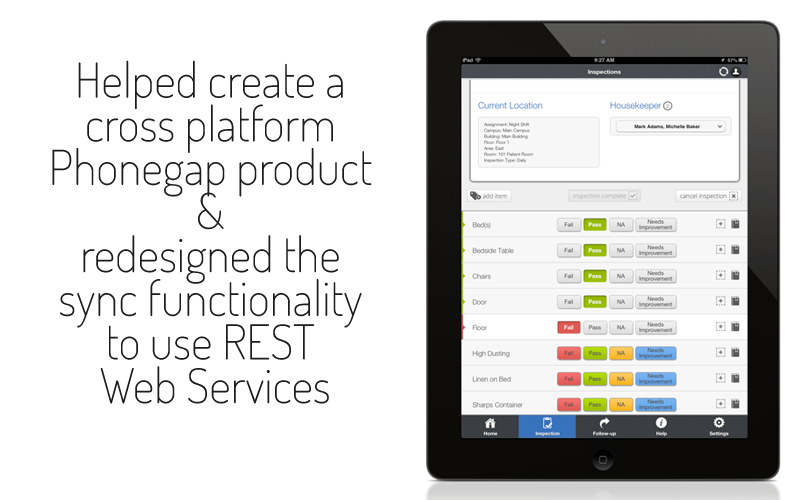 Helped create a
cross platform
Phonegap product
&
redesigned the
sync functionality
to use REST
Web Services
iPad 9:27 AM 57%
Inspections
Current Location
Assignment: Night Shift
Campus: Main Campus
Building: Main Building
Floor: Floor 1
Area: East
Room: 101 Patient Room
Inspection Type: Daily
Housekeeper
Mark Adams, Michelle Baker
add item inspection complete cancel inspection
Bed(s) Fail Pass NA Needs Improvement
Bedside Table Fail Pass NA Needs Improvement
Chairs Fail Pass NA Needs Improvement
Door Fail Pass NA Needs Improvement
Floor Fail Pass NA Needs Improvement
High Dusting Fail Pass NA Needs Improvement
Linen on Bed Fail Pass NA Needs Improvement
Sharps Container Fail Pass NA Needs Improvement
Home Inspection Follow-up Help Settings